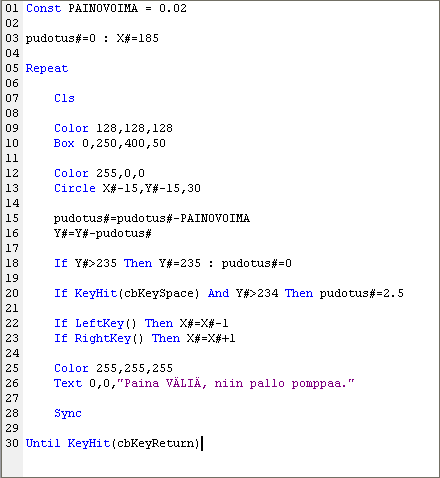 01 Const PAINOVOIMA = 0.02
02
03 pudotus#=0 : X#=185
04
05 Repeat
06
07 Cls
08
09 Color 128,128,128
10 Box 0,250,400,50
11
12 Color 255,0,0
13 Circle X#-15,Y#-15,30
14
15 pudotus#=pudotus#-PAINOVOIMA
16 Y#=Y#-pudotus#
17
18 If Y#>235 Then Y#=235 : pudotus#=0
19
20 If KeyHit(cbKeySpace) And Y#>234 Then pudotus#=2.5
21
22 If LeftKey() Then X#=X#-1
23 If RightKey() Then X#=X#+1
24
25 Color 255,255,255
26 Text 0,0,"Paina VÄLIÄ, niin pallo pomppaa."
27
28 Sync
29
30 Until KeyHit(cbKeyReturn)